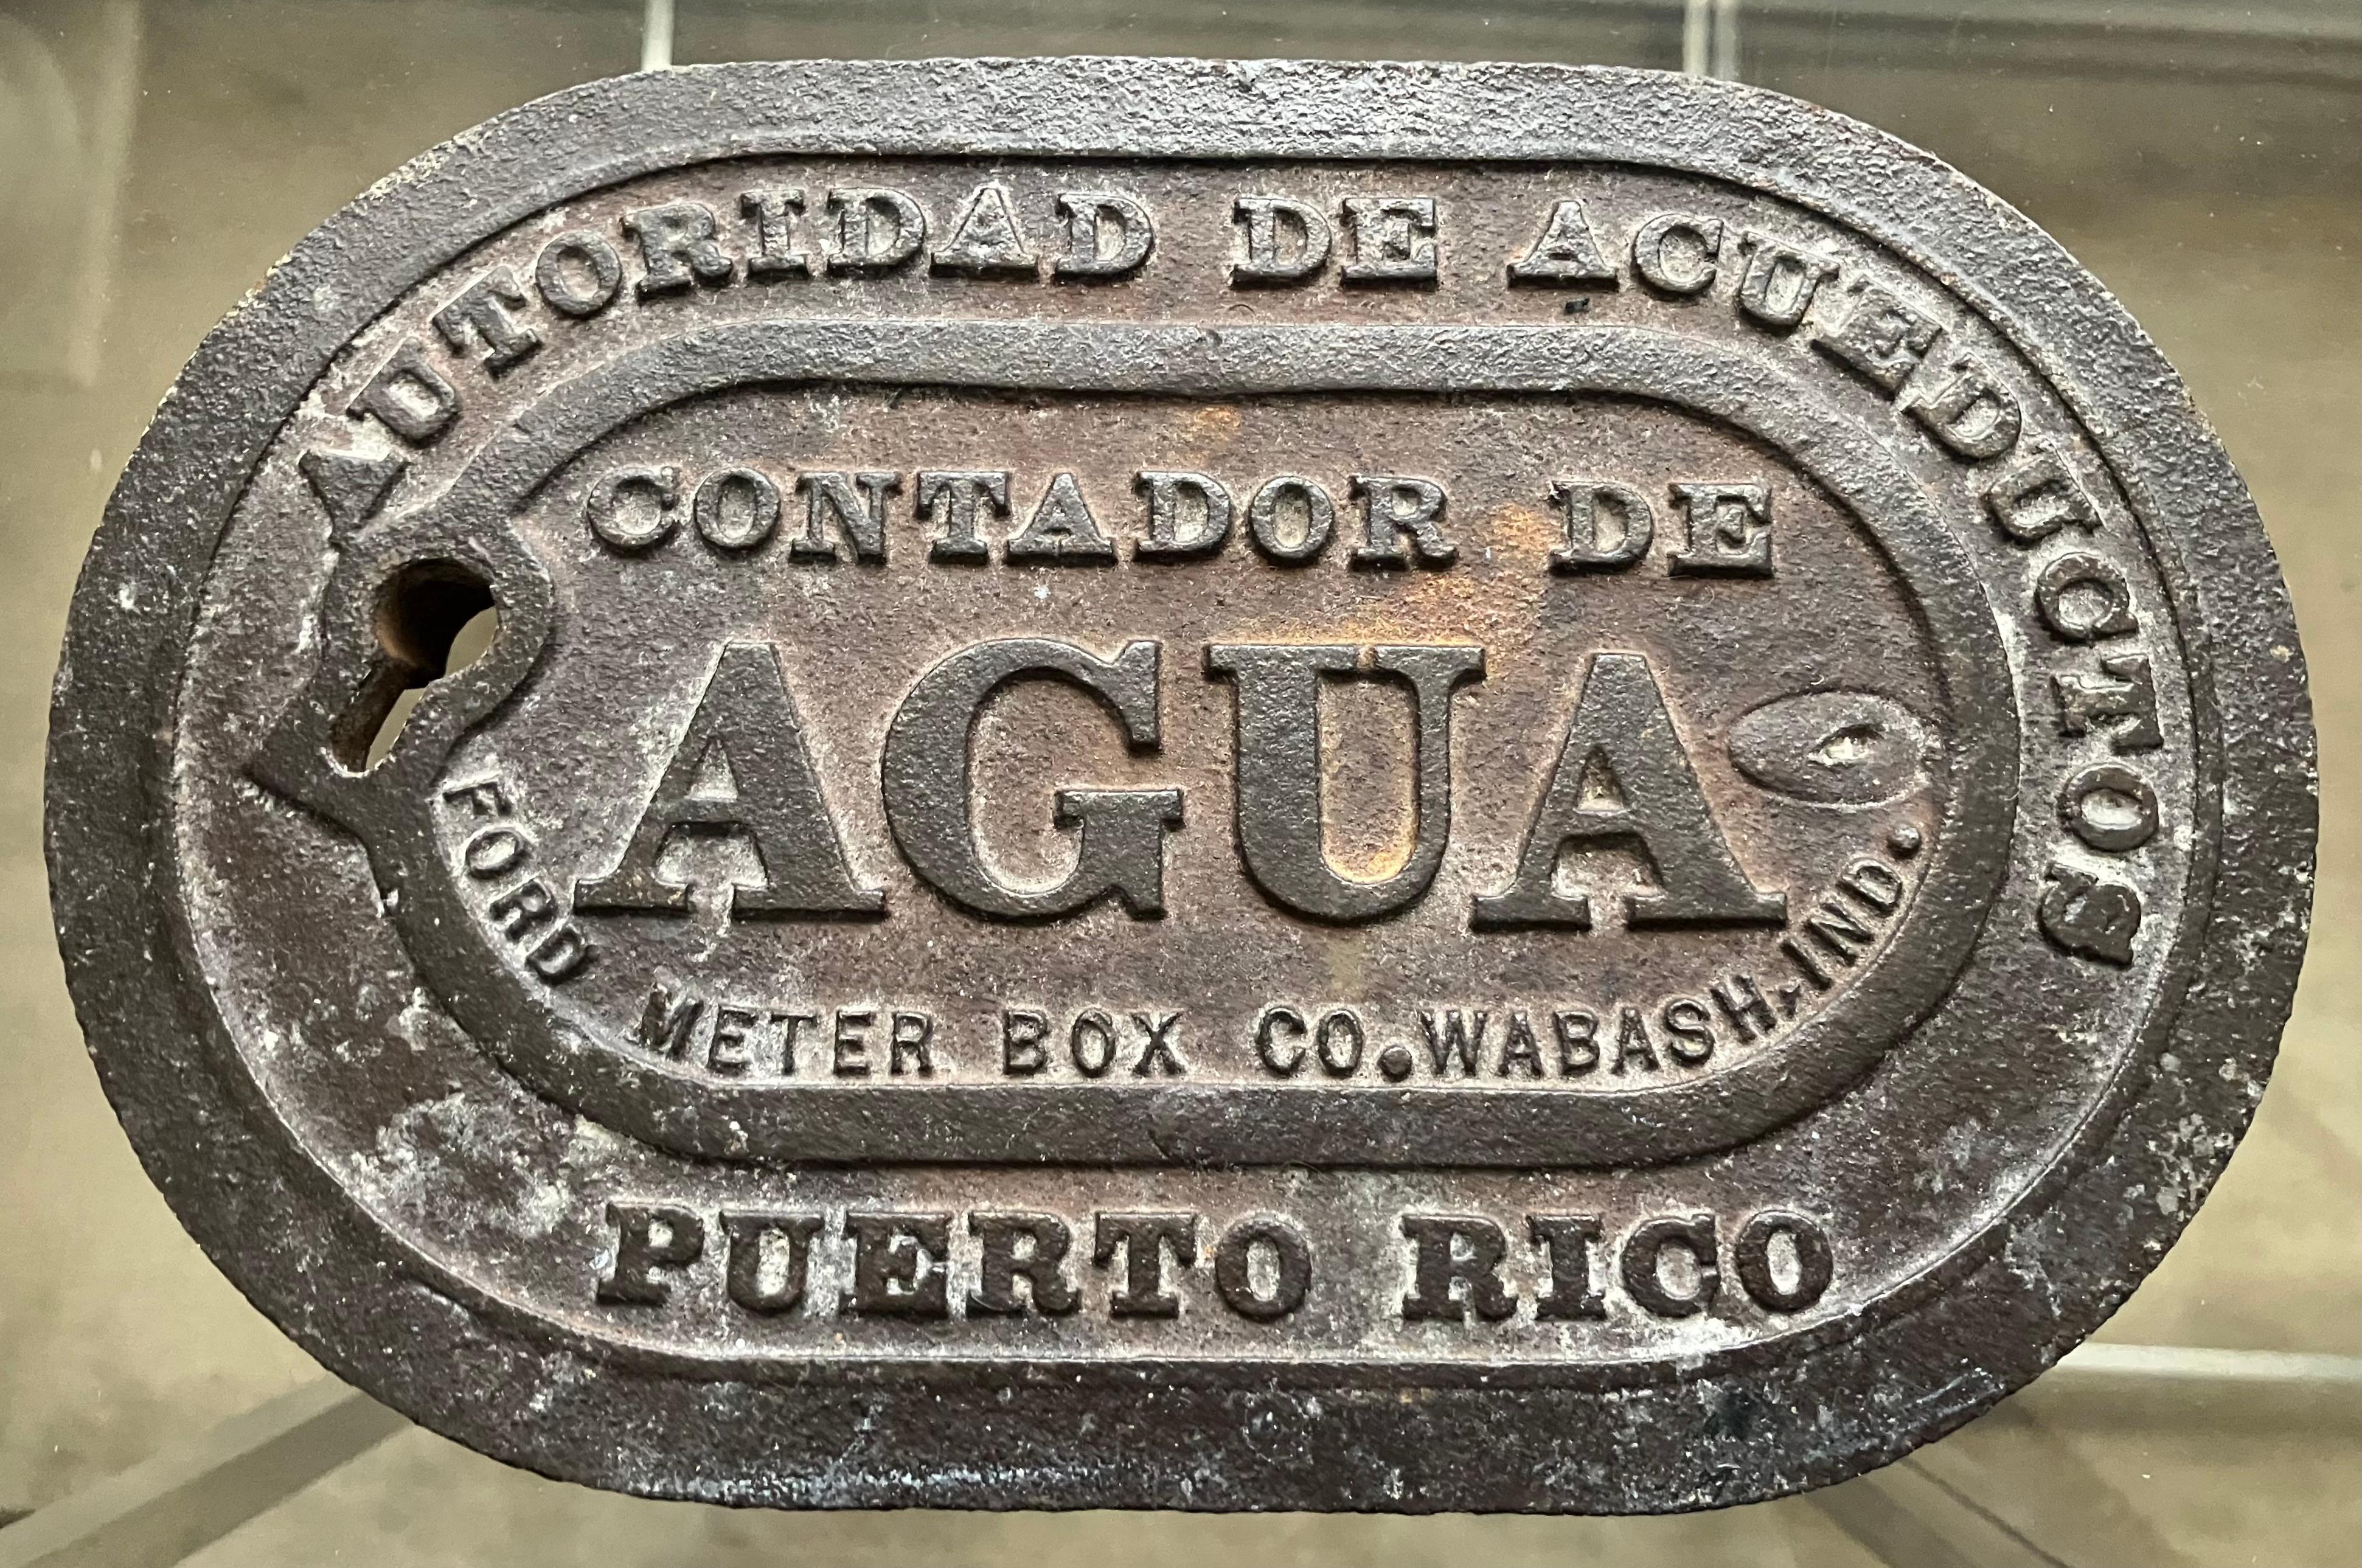 AUTORIDAD DE ACUEDUCTOS
CONTADOR DE
AGUA
FORD METER BOX CO. WABASH, IND.
PUERTO RICO